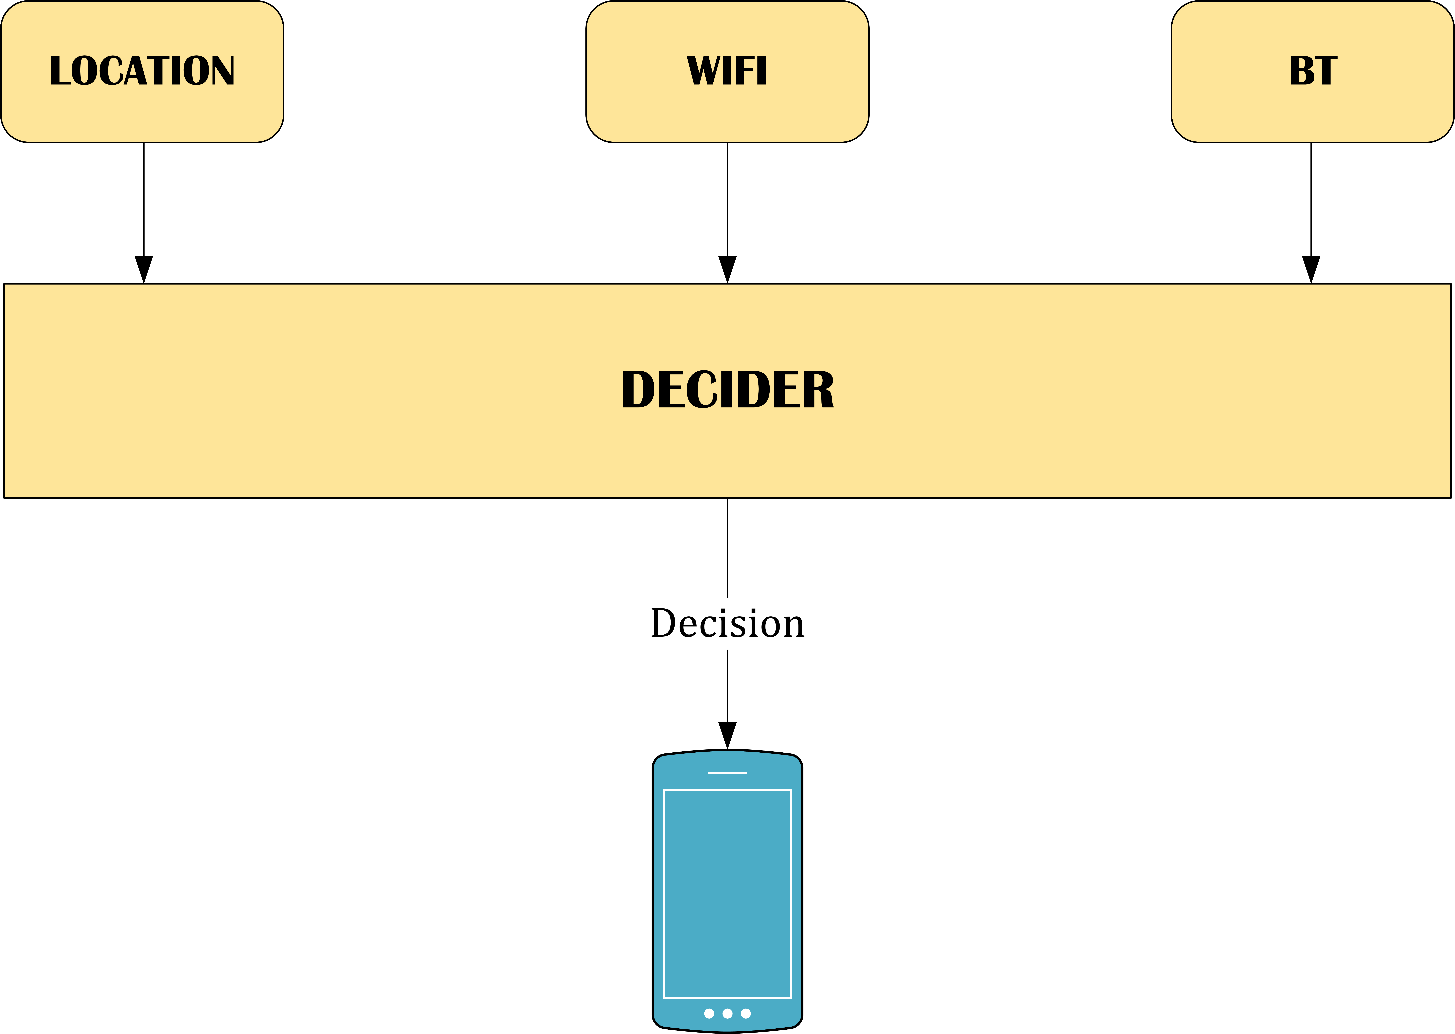 LOCATION
WIFI
BT
DECIDER
Decision